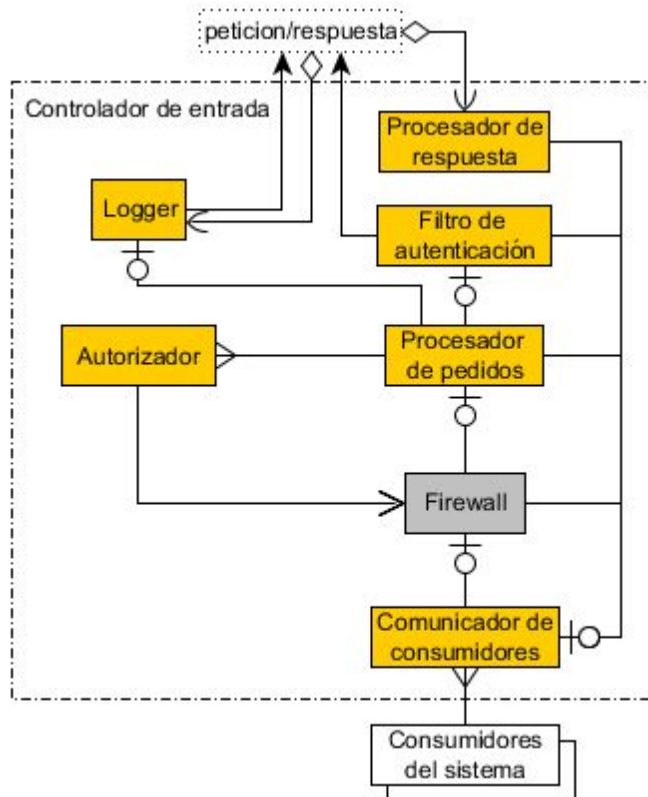 peticion/respuesta
Controlador de entrada
Procesador de
respuesta
Logger
Filtro de
autenticación
Autorizador
Procesador
de pedidos
Firewall
Comunicador de
consumidores
Consumidores
del sistema